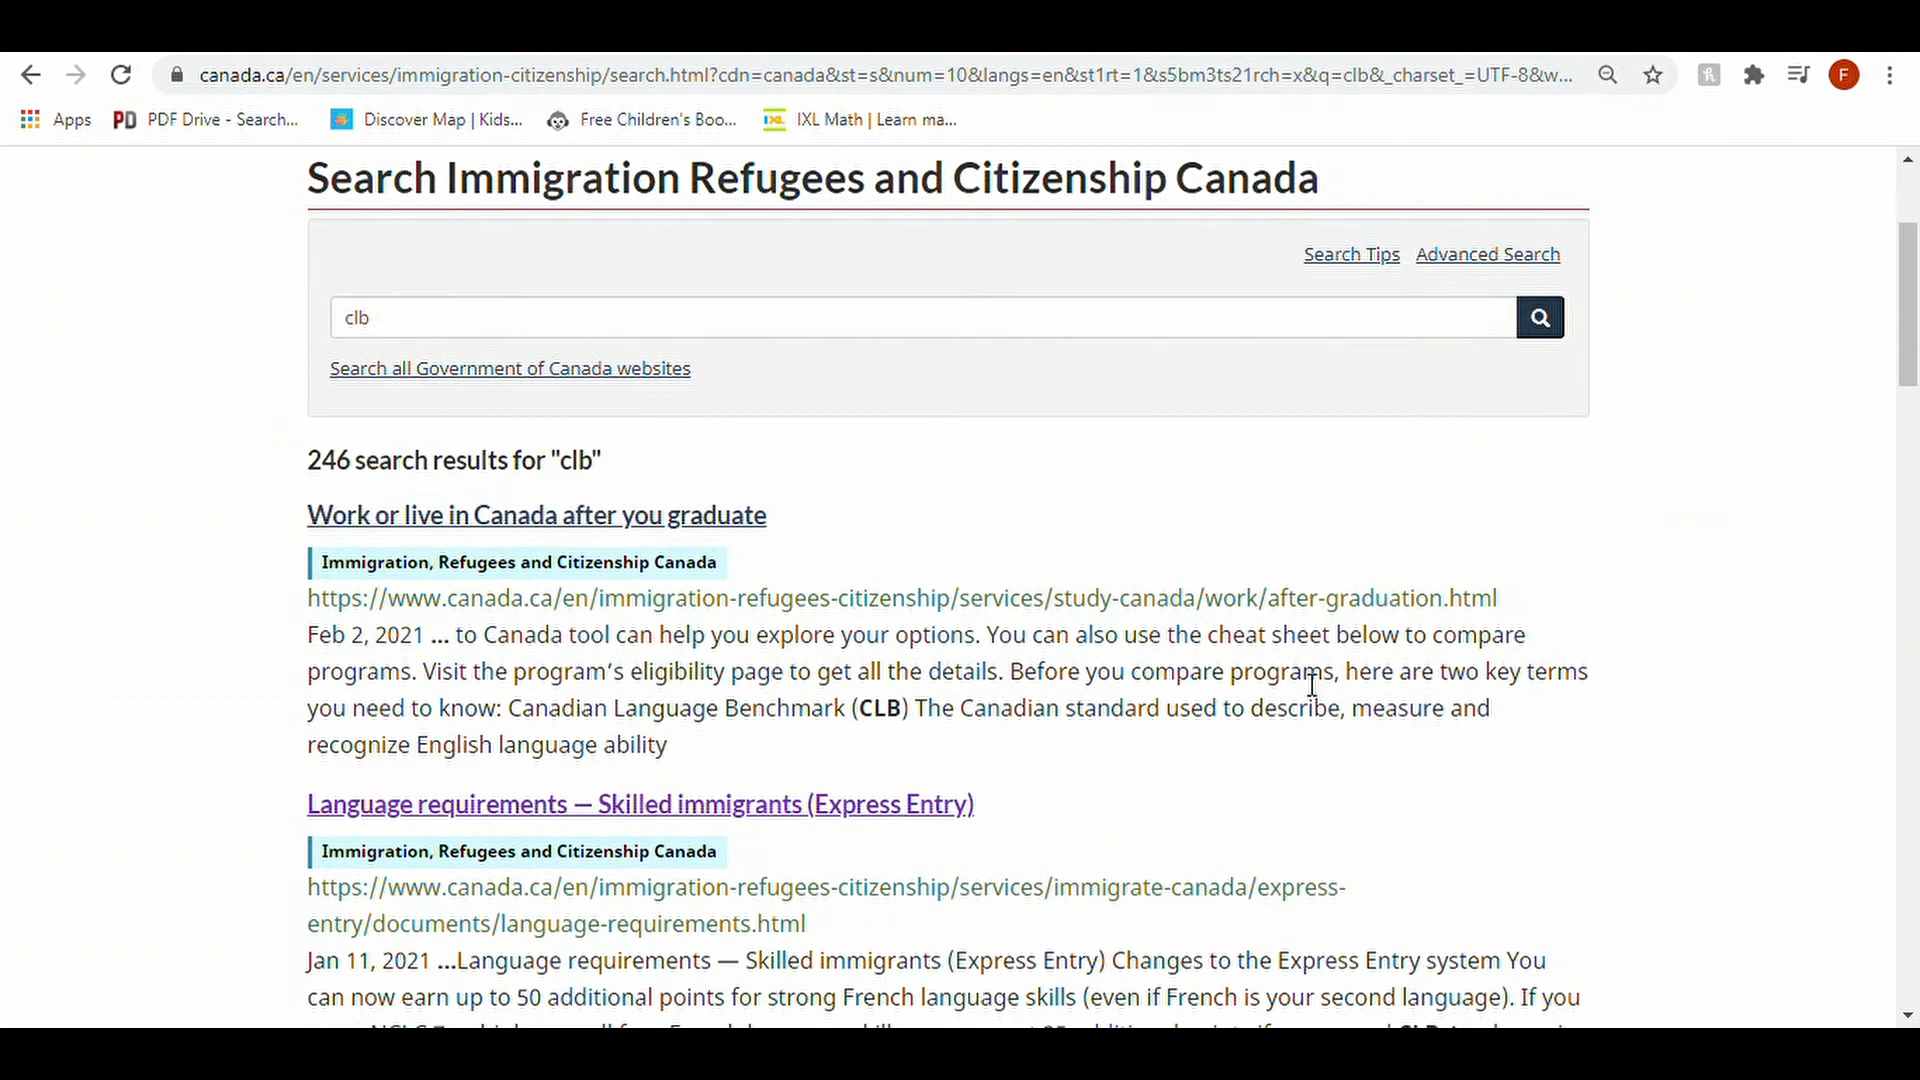 canada.ca/en/services/immigration-citizenship/search.html?cdn=canada&st=s&num=10&langs=en&st1rt=1&s5bm3ts21rch=x&q=clb&_charset_=UTF-8&w...
F
Apps PDF Drive - Search... Discover Map | Kids... Free Children's Boo... IXL Math | Learn ma...
Search Immigration Refugees and Citizenship Canada
Search Tips Advanced Search
clb
Search all Government of Canada websites
246 search results for "clb"
Work or live in Canada after you graduate
Immigration, Refugees and Citizenship Canada
https://www.canada.ca/en/immigration-refugees-citizenship/services/study-canada/work/after-graduation.html
Feb 2, 2021 ... to Canada tool can help you explore your options. You can also use the cheat sheet below to compare
programs. Visit the program’s eligibility page to get all the details. Before you compare programs, here are two key terms
you need to know: Canadian Language Benchmark (CLB) The Canadian standard used to describe, measure and
recognize English language ability
Language requirements — Skilled immigrants (Express Entry)
Immigration, Refugees and Citizenship Canada
https://www.canada.ca/en/immigration-refugees-citizenship/services/immigrate-canada/express-
entry/documents/language-requirements.html
Jan 11, 2021 ...Language requirements — Skilled immigrants (Express Entry) Changes to the Express Entry system You
can now earn up to 50 additional points for strong French language skills (even if French is your second language). If you